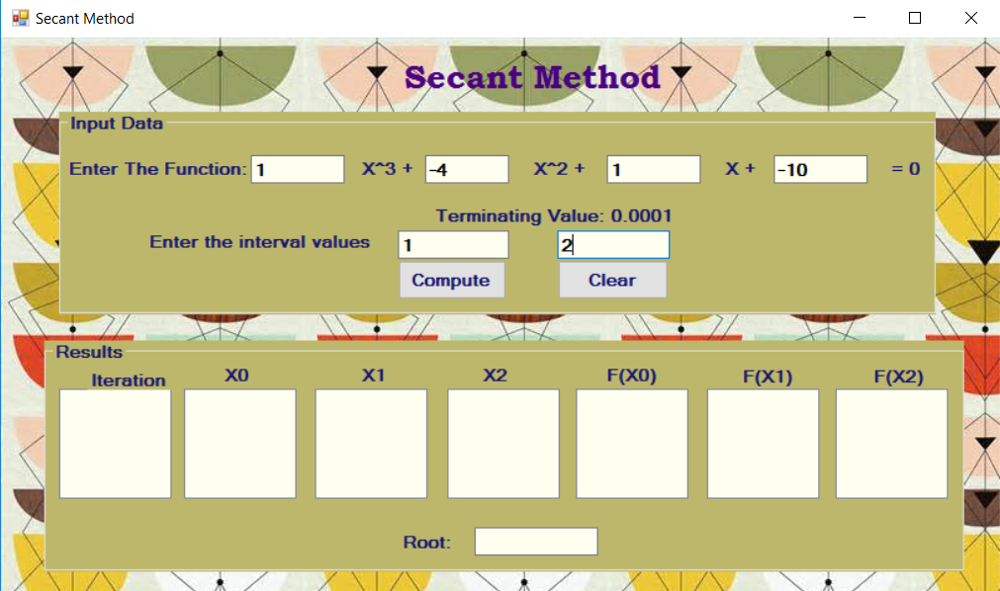 Secant Method
Secant Method
Input Data
Enter The Function: 1 X^3 + -4 X^2 + 1 X + -10 = 0
Terminating Value: 0.0001
Enter the interval values 1 2
Compute Clear
Results
Iteration X0 X1 X2 F(X0) F(X1) F(X2)
Root: